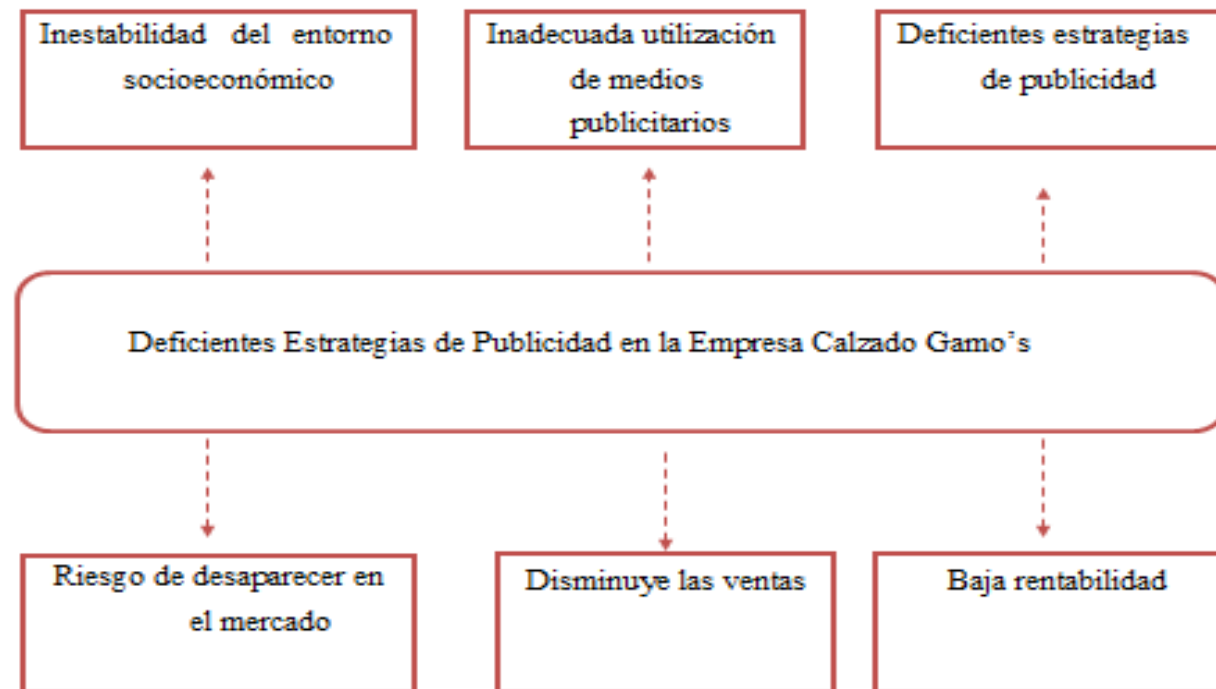 Inestabilidad del entorno
socioeconómico
Inadecuada utilización
de medios
publicitarios
Deficientes estrategias
de publicidad
Deficientes Estrategias de Publicidad en la Empresa Calzado Gamo’s
Riesgo de desaparecer en
el mercado
Disminuye las ventas
Baja rentabilidad